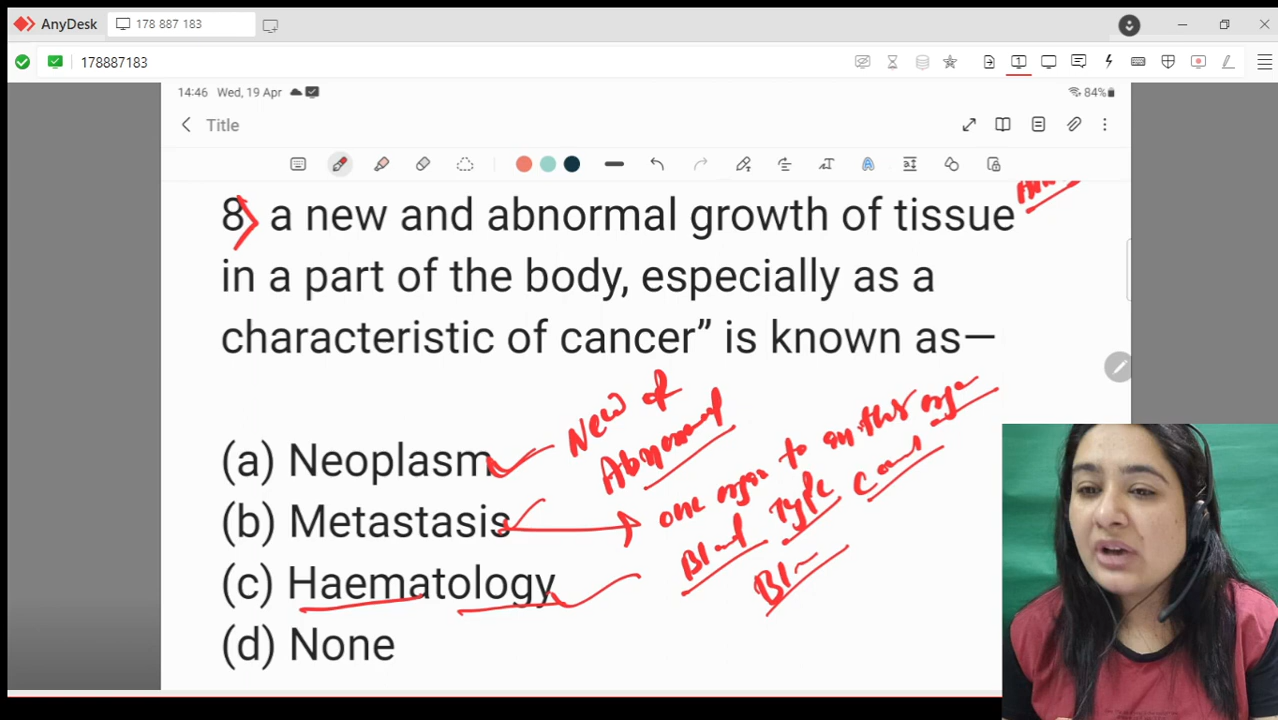 AnyDesk
178 887 183
178887183
14:46 Wed, 19 Apr
84%
Title
8> a new and abnormal growth of tissue
in a part of the body, especially as a
characteristic of cancer” is known as—
(a) Neoplasm
New of
Abnormal
(b) Metastasis
one organ to another organ
(c) Haematology
Type
(d) None